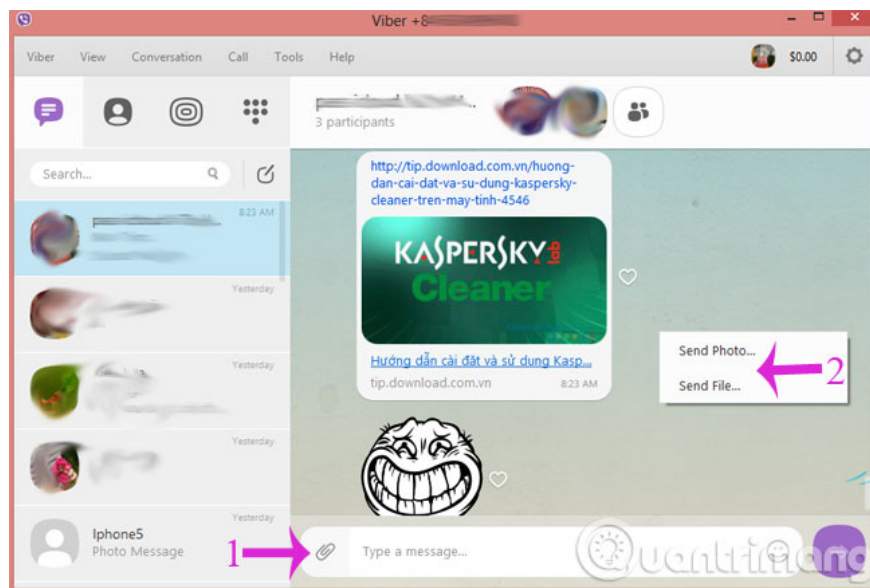 Viber +8
Viber View Conversation Call Tools Help $0.00
3 participants
Search...
8:23 AM
Yesterday
Yesterday
Yesterday
Yesterday
Iphone5
Photo Message
http://tip.download.com.vn/huong-
dan-cai-dat-va-su-dung-kaspersky-
cleaner-tren-may-tinh-4546
KASPERSKY lab
Cleaner
Hướng dẫn cài đặt và sử dụng Kasp...
tip.download.com.vn 8:23 AM
Send Photo...
Send File...
2
1
Type a message...
Quantrimang